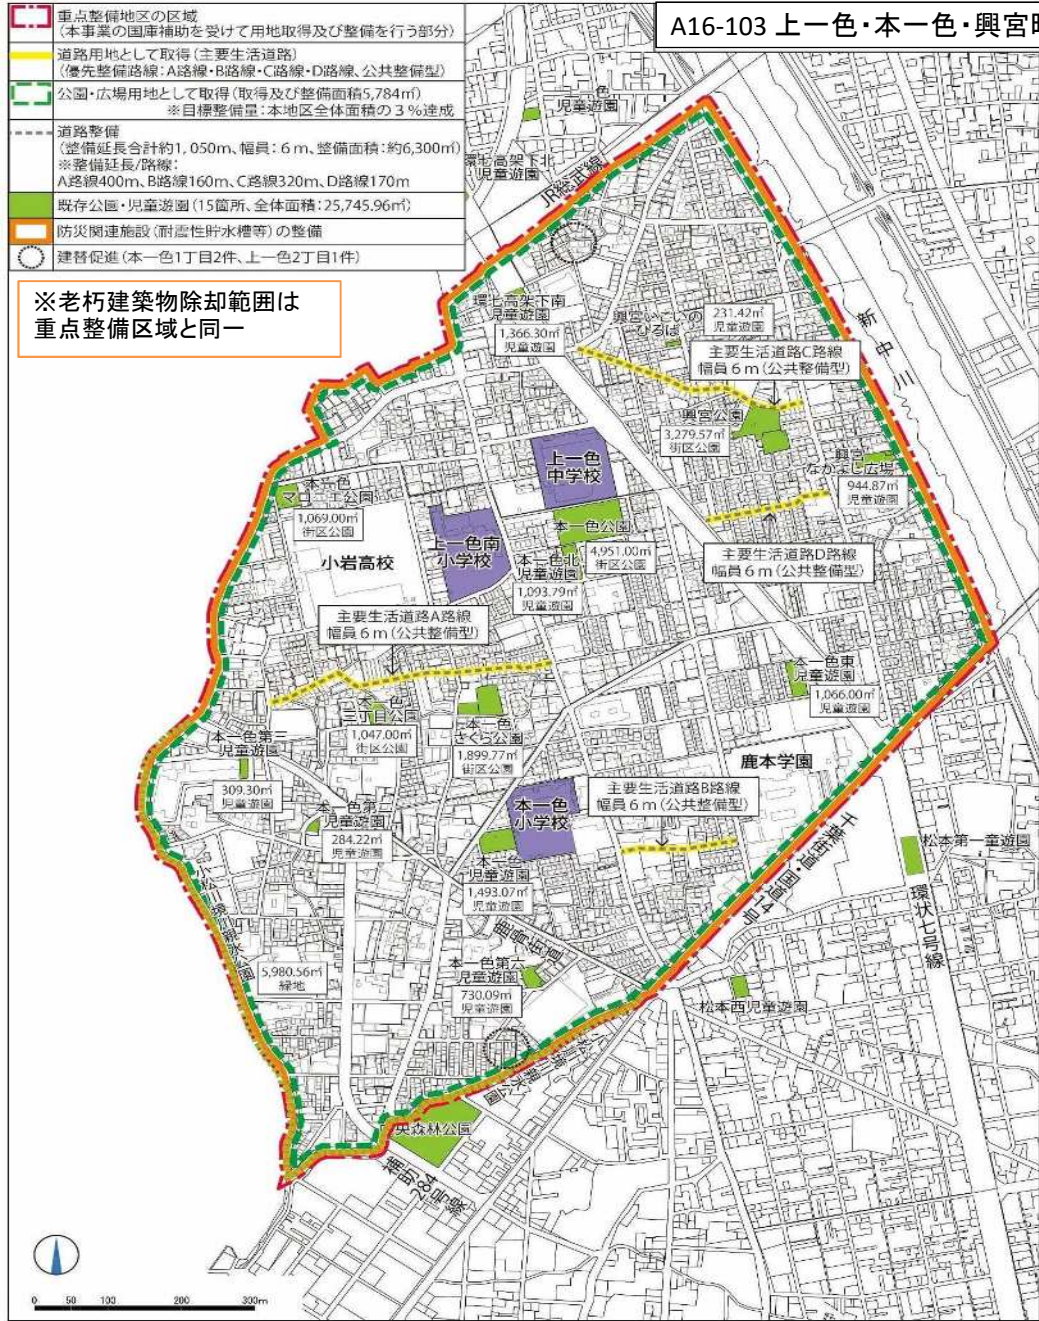 A16-103 上一色・本一色・興宮町
重点整備地区の区域
(本事業の国庫補助を受けて用地取得及び整備を行う部分)
道路用地として取得(主要生活道路)
(優先整備路線:A路線・B路線・C路線・D路線、公共整備型)
公園・広場用地として取得(取得及び整備面積5,784㎡)
※目標整備量:本地区全体面積の3%達成
道路整備
(整備延長合計約1,050m、幅員:6m、整備面積:約6,300㎡)
※整備延長/路線:
A路線400m、B路線160m、C路線320m、D路線170m
既存公園・児童遊園(15箇所、全体面積:25,745.96㎡)
防災関連施設(耐震性貯水槽等)の整備
建替促進(本一色1丁目2件、上一色2丁目1件)
※老朽建築物除却範囲は
重点整備区域と同一
一色
児童遊園
環七高架下北
児童遊園
JR総武線
環七高架下南
児童遊園
1,366.30㎡
児童遊園
興宮いこいの
ひろば
231.42㎡
児童遊園
新中川
主要生活道路C路線
幅員6m(公共整備型)
興宮公園
3,279.57㎡
街区公園
興宮
なかよし広場
944.87㎡
児童遊園
上一色
中学校
本一色
マロニエ公園
1,069.00㎡
街区公園
小岩高校
上一色南
小学校
本一色公園
4,951.00㎡
街区公園
本一色北
児童遊園
1,093.79㎡
児童遊園
主要生活道路D路線
幅員6m(公共整備型)
主要生活道路A路線
幅員6m(公共整備型)
本一色東
児童遊園
1,066.00㎡
児童遊園
本一色
三丁目公園
1,047.00㎡
街区公園
本一色
さくら公園
1,899.77㎡
街区公園
本一色第三
児童遊園
309.30㎡
児童遊園
鹿本学園
本一色第二
児童遊園
284.22㎡
児童遊園
本一色
小学校
主要生活道路B路線
幅員6m(公共整備型)
本一色
児童遊園
1,493.07㎡
児童遊園
千葉街道・国道14号
松本第一童遊園
環状七号線
小松川境川親水公園
5,980.56㎡
緑地
鹿骨街道
本一色第六
児童遊園
730.09㎡
児童遊園
松本西児童遊園
央森林公園
補助284号線
0 50 100 200 300m